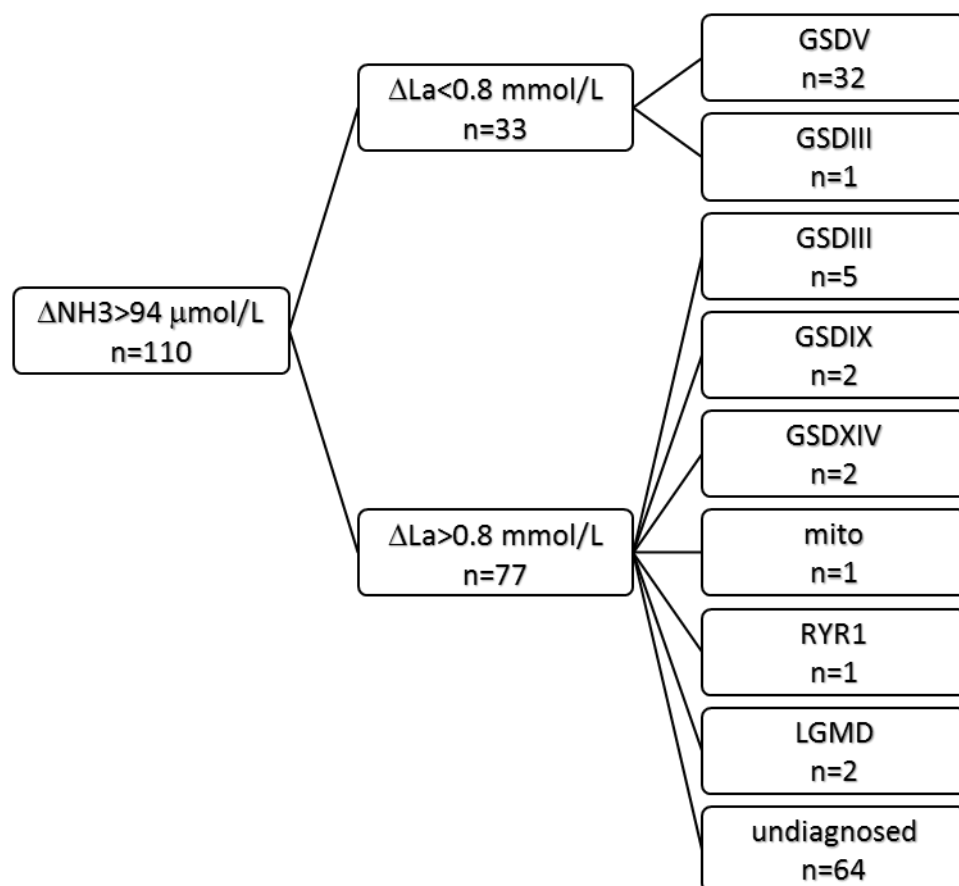 ΔNH3>94 μmol/L
n=110
ΔLa<0.8 mmol/L
n=33
ΔLa>0.8 mmol/L
n=77
GSDV
n=32
GSDIII
n=1
GSDIII
n=5
GSDIX
n=2
GSDXIV
n=2
mito
n=1
RYR1
n=1
LGMD
n=2
undiagnosed
n=64